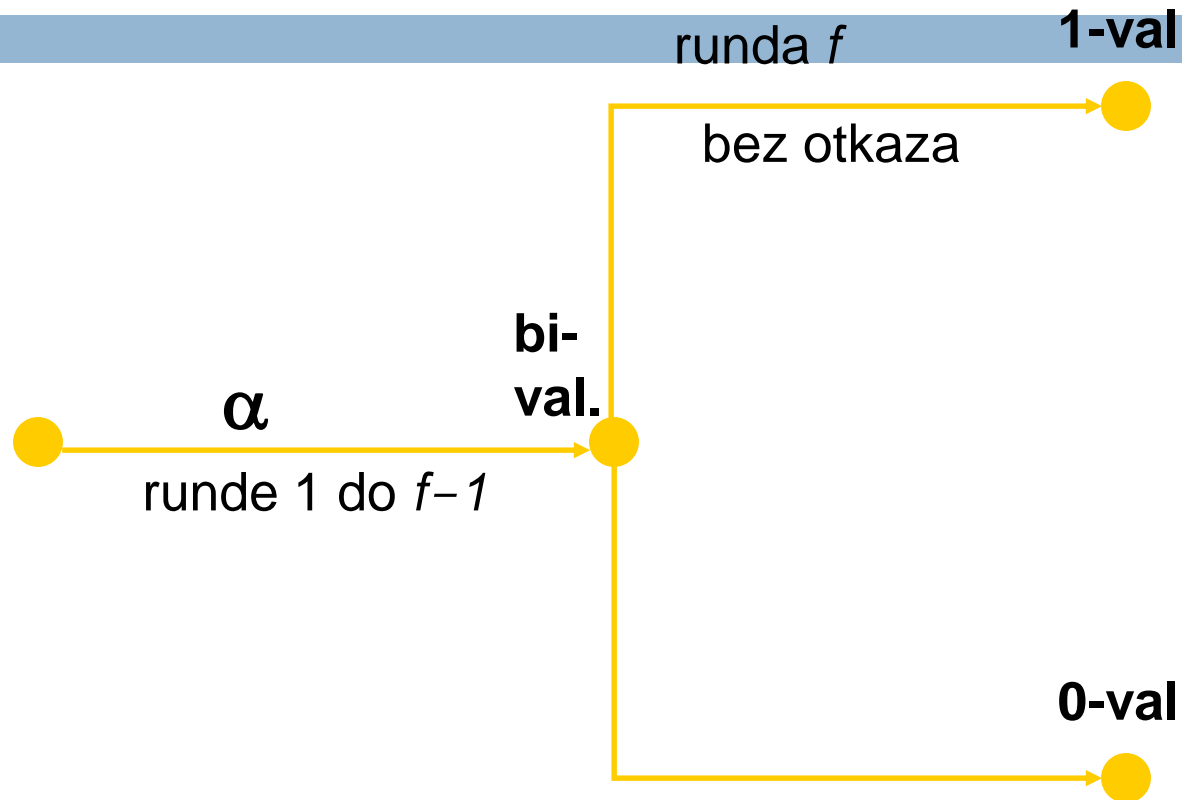 runda f
1-val
bez otkaza
bi-
val.
α
runde 1 do f–1
0-val